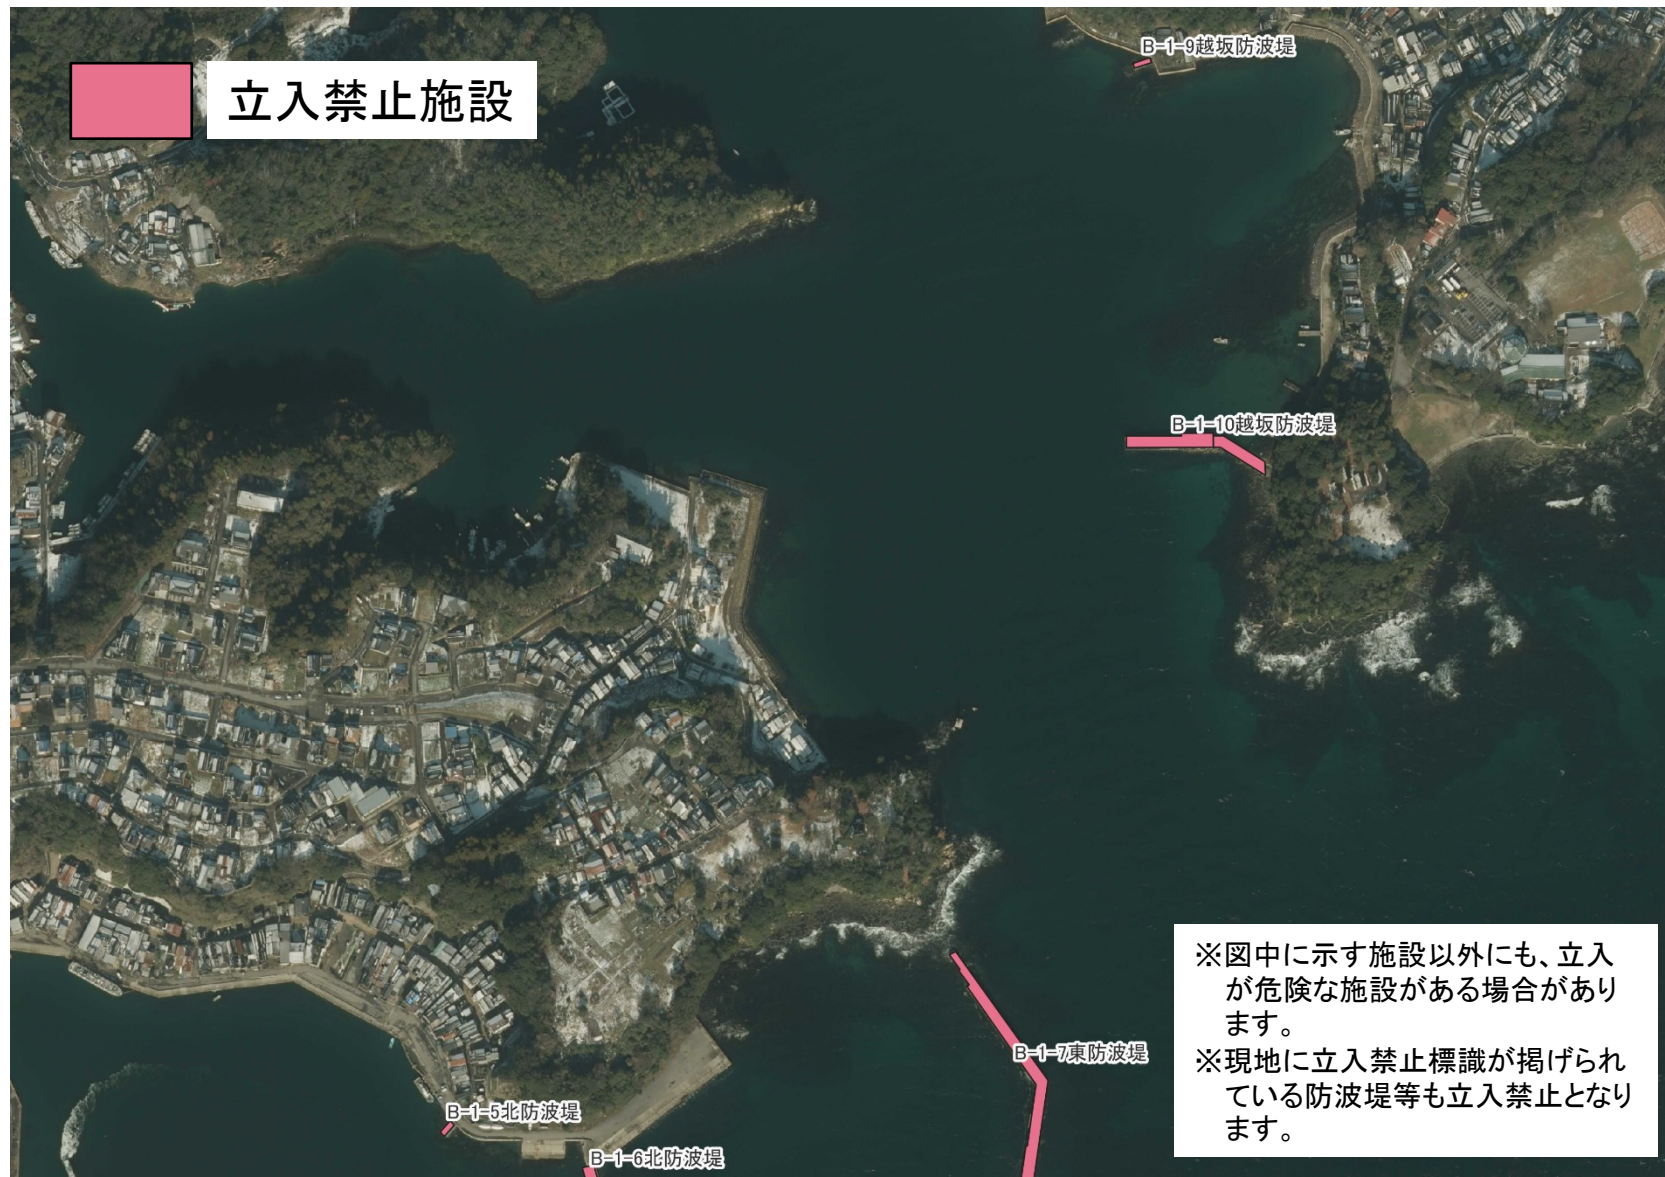 B-1-9越坂防波堤
立入禁止施設
B-1-10越坂防波堤
※図中に示す施設以外にも、立入
が危険な施設がある場合があり
ます。
※現地に立入禁止標識が掲げられ
ている防波堤等も立入禁止となり
ます。
B-1-7東防波堤
B-1-5北防波堤
B-1-6北防波堤